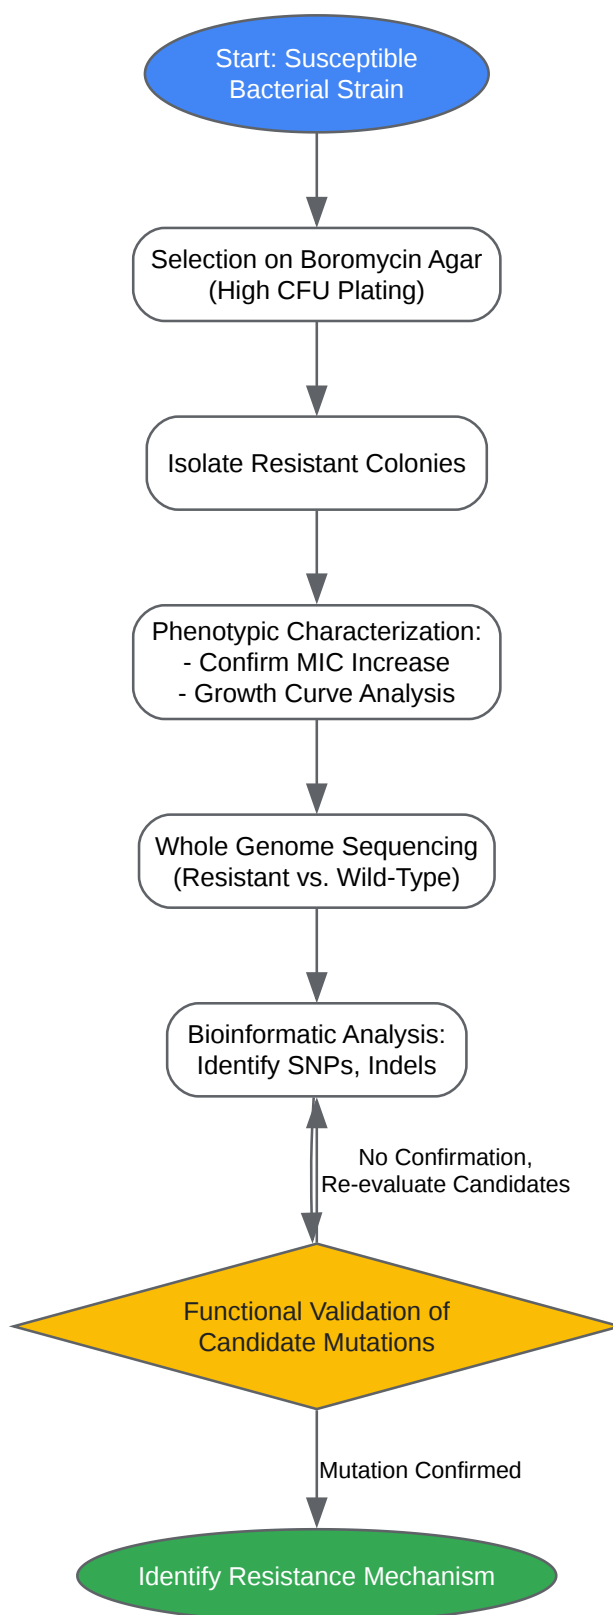 Start: Susceptible
Bacterial Strain
Selection on Boromycin Agar
(High CFU Plating)
Isolate Resistant Colonies
Phenotypic Characterization:
- Confirm MIC Increase
- Growth Curve Analysis
Whole Genome Sequencing
(Resistant vs. Wild-Type)
Bioinformatic Analysis:
Identify SNPs, Indels
No Confirmation,
Re-evaluate Candidates
Functional Validation of
Candidate Mutations
Mutation Confirmed
Identify Resistance Mechanism